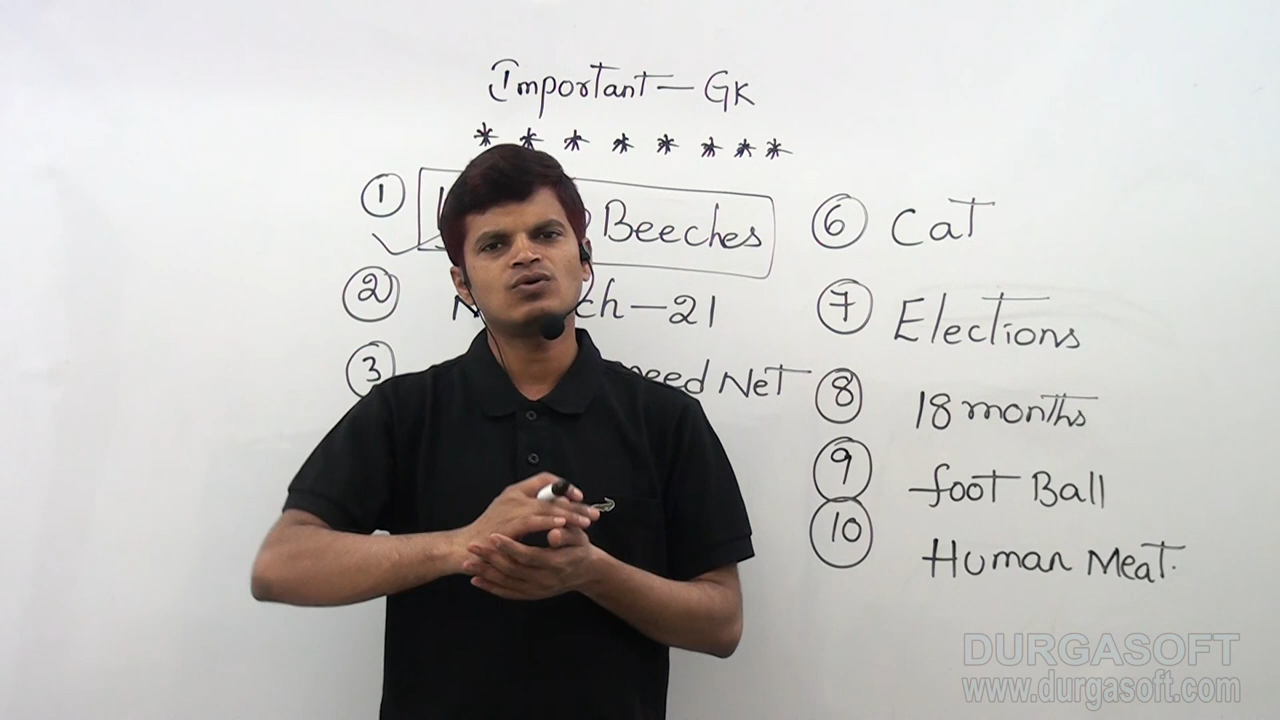 Important — GK
* * * * * * * *
① Beeches
② ch - 21
③ Net
⑥ Cat
⑦ Elections
⑧ 18 months
⑨ foot Ball
⑩ Human Meat.
DURGASOFT
www.durgasoft.com